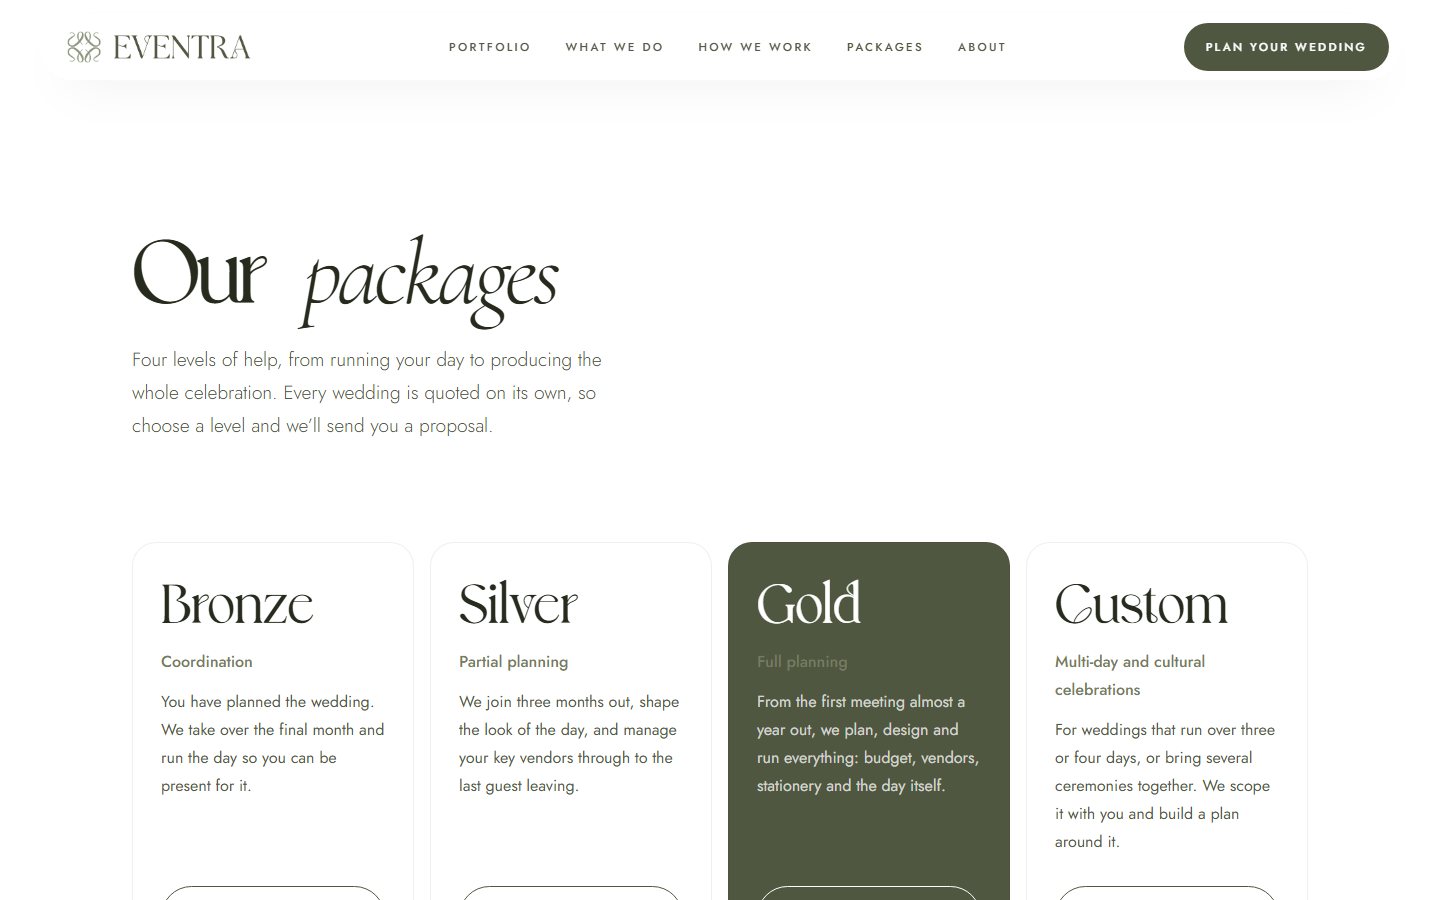 EVENTRA
PORTFOLIO
WHAT WE DO
HOW WE WORK
PACKAGES
ABOUT
PLAN YOUR WEDDING
Our packages
Four levels of help, from running your day to producing the
whole celebration. Every wedding is quoted on its own, so
choose a level and we’ll send you a proposal.
Bronze
Coordination
You have planned the wedding.
We take over the final month and
run the day so you can be
present for it.
Silver
Partial planning
We join three months out, shape
the look of the day, and manage
your key vendors through to the
last guest leaving.
Gold
Full planning
From the first meeting almost a
year out, we plan, design and
run everything: budget, vendors,
stationery and the day itself.
Custom
Multi-day and cultural
celebrations
For weddings that run over three
or four days, or bring several
ceremonies together. We scope
it with you and build a plan
around it.